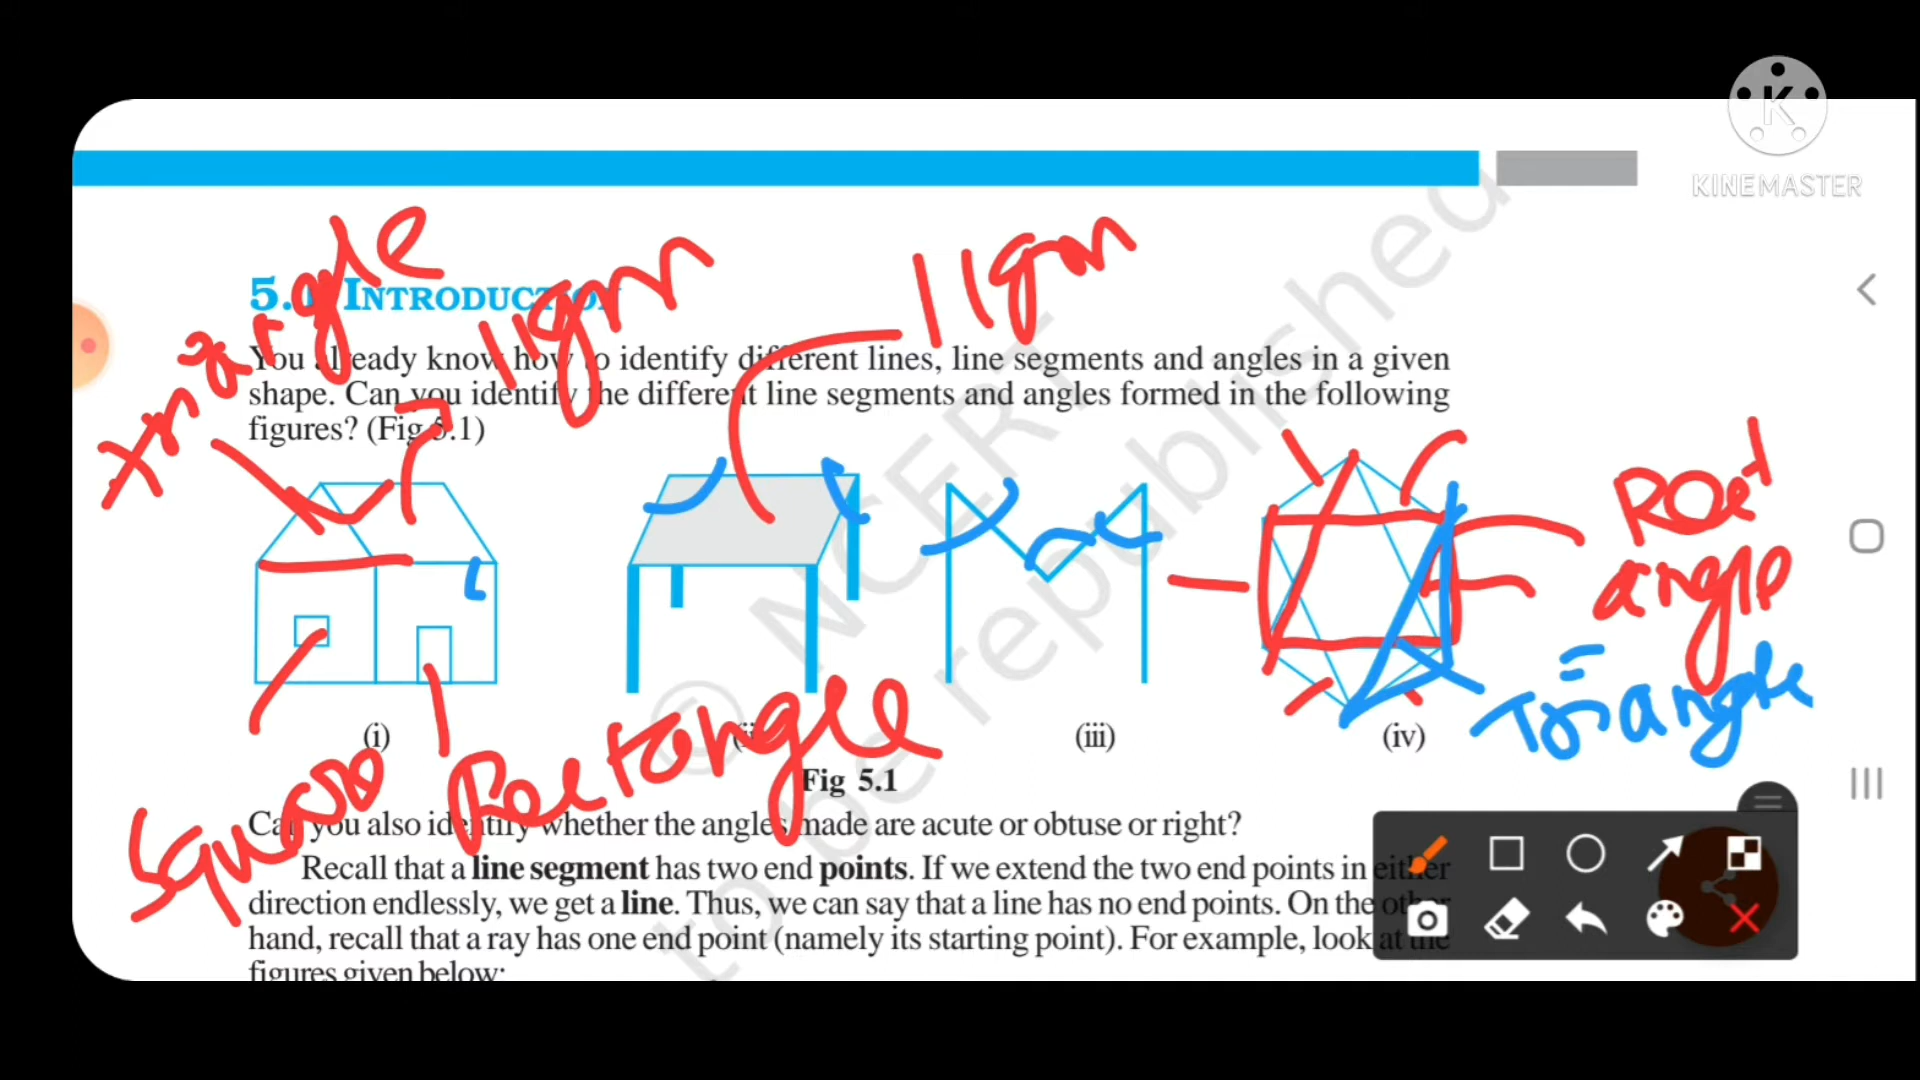 KINEMASTER
triangle
llgm
llgm
5.1 INTRODUCTION
You already know how to identify different lines, line segments and angles in a given
shape. Can you identify the different line segments and angles formed in the following
figures? (Fig 5.1)
Rect
angle
Triangle
(i)
(ii)
(iii)
(iv)
Rectangle
Square
Fig 5.1
Can you also identify whether the angles made are acute or obtuse or right?
Recall that a line segment has two end points. If we extend the two end points in either
direction endlessly, we get a line. Thus, we can say that a line has no end points. On the other
hand, recall that a ray has one end point (namely its starting point). For example, look at the
figures given below:
© NCERT
to be republished